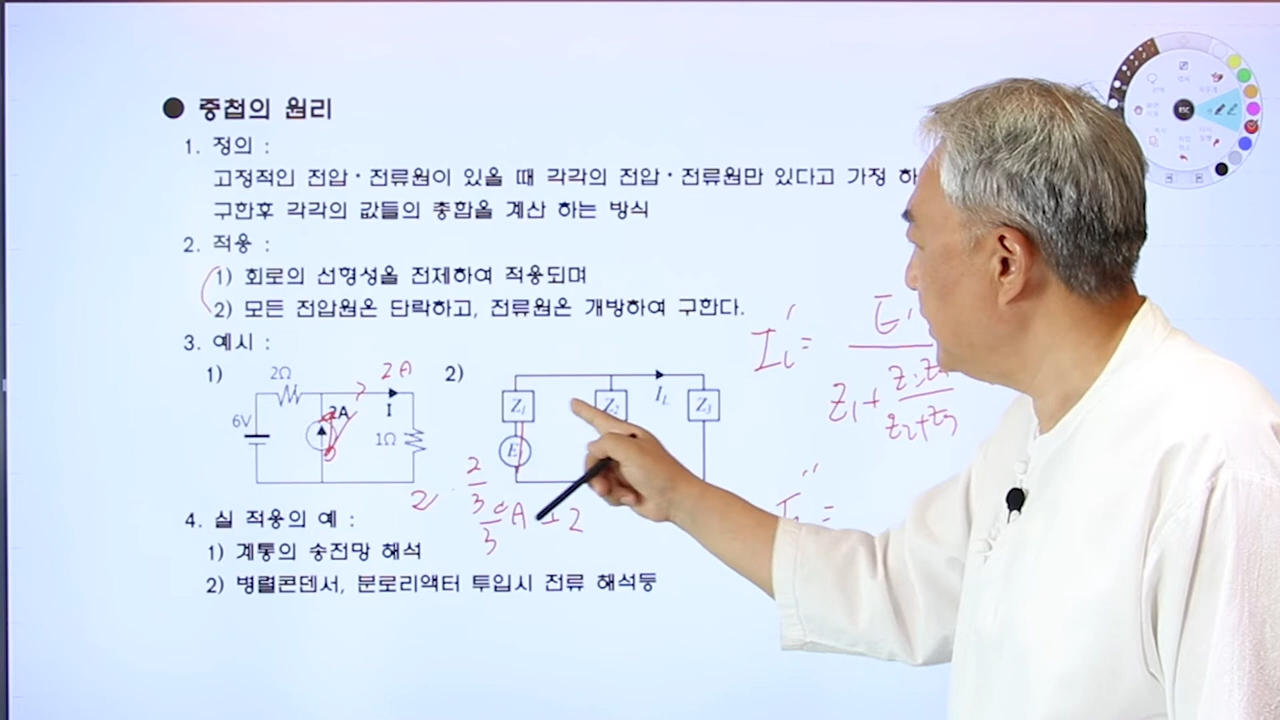 ● 중첩의 원리
1. 정의 :
고정적인 전압·전류원이 있을 때 각각의 전압·전류원만 있다고 가정 하
구한후 각각의 값들의 총합을 계산 하는 방식
2. 적용 :
1) 회로의 선형성을 전제하여 적용되며
2) 모든 전압원은 단락하고, 전류원은 개방하여 구한다.
3. 예시 :
1)
2Ω
2A
6V
2A
I
1Ω
2)
Z1
Z2
IL
Z3
E
4. 실 적용의 예 :
1) 계통의 송전망 해석
2) 병렬콘덴서, 분로리액터 투입시 전류 해석등
ESC